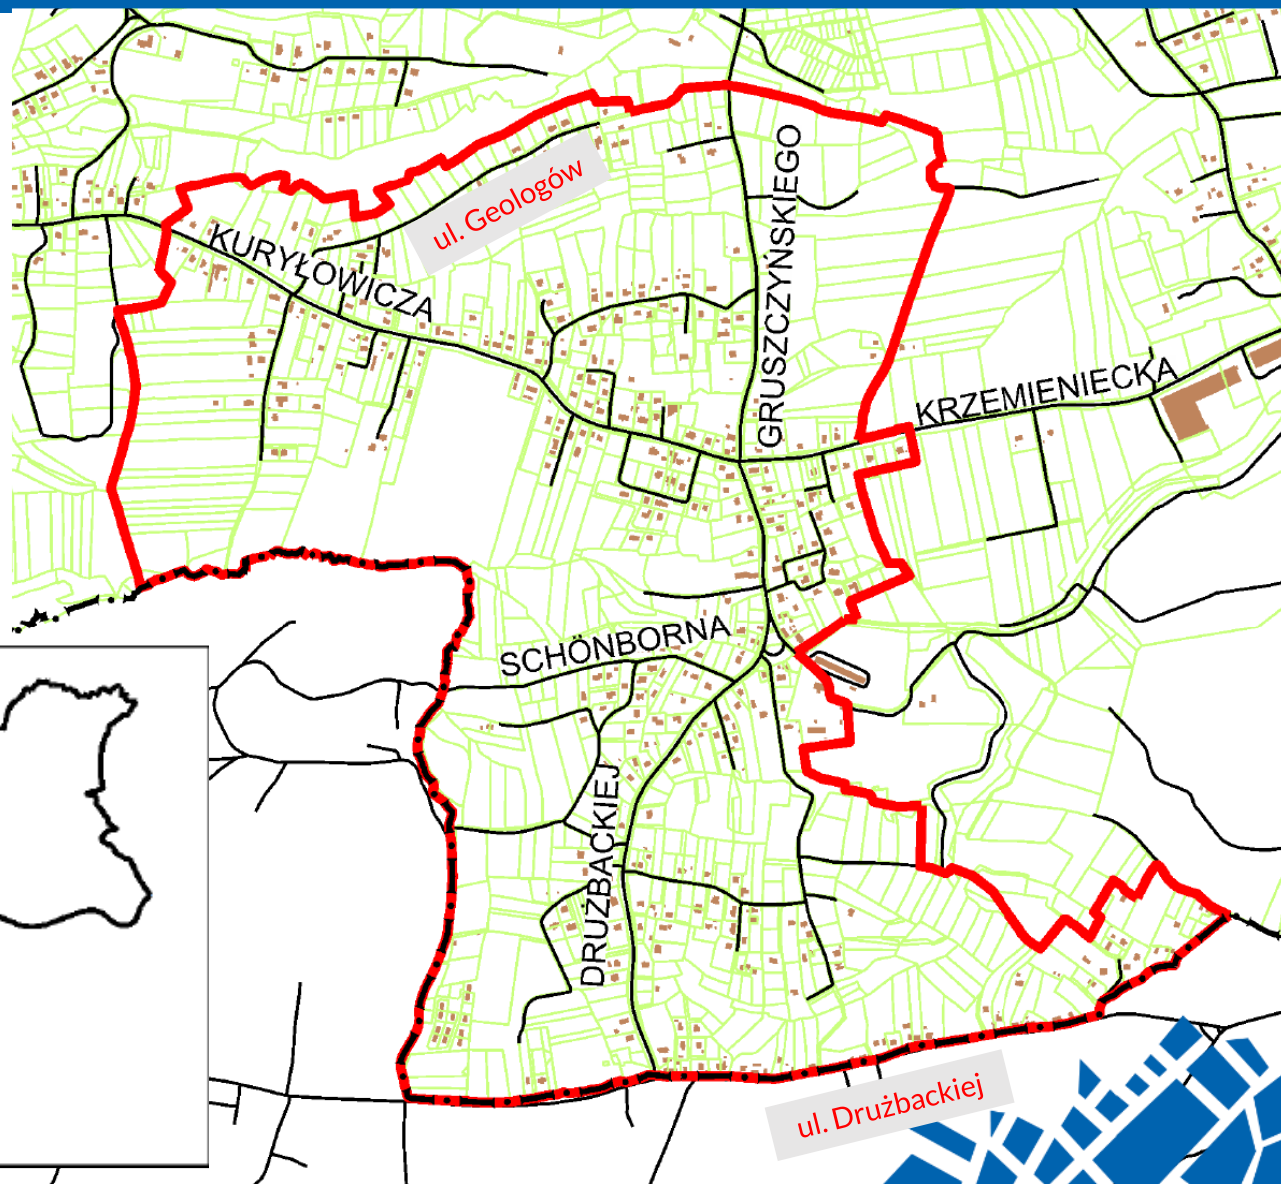 GRUSZCZYŃSKIEGO
ul. Geologów
KURYŁOWICZA
KRZEMIENIECKA
SCHÖNBORNA
DRUŻBACKIEJ
ul. Drużbackiej